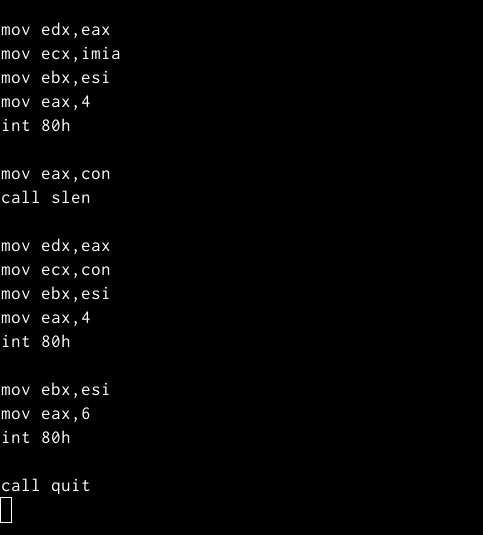 mov edx,eax
mov ecx,imia
mov ebx,esi
mov eax,4
int 80h
mov eax,con
call slen
mov edx,eax
mov ecx,con
mov ebx,esi
mov eax,4
int 80h
mov ebx,esi
mov eax,6
int 80h
call quit